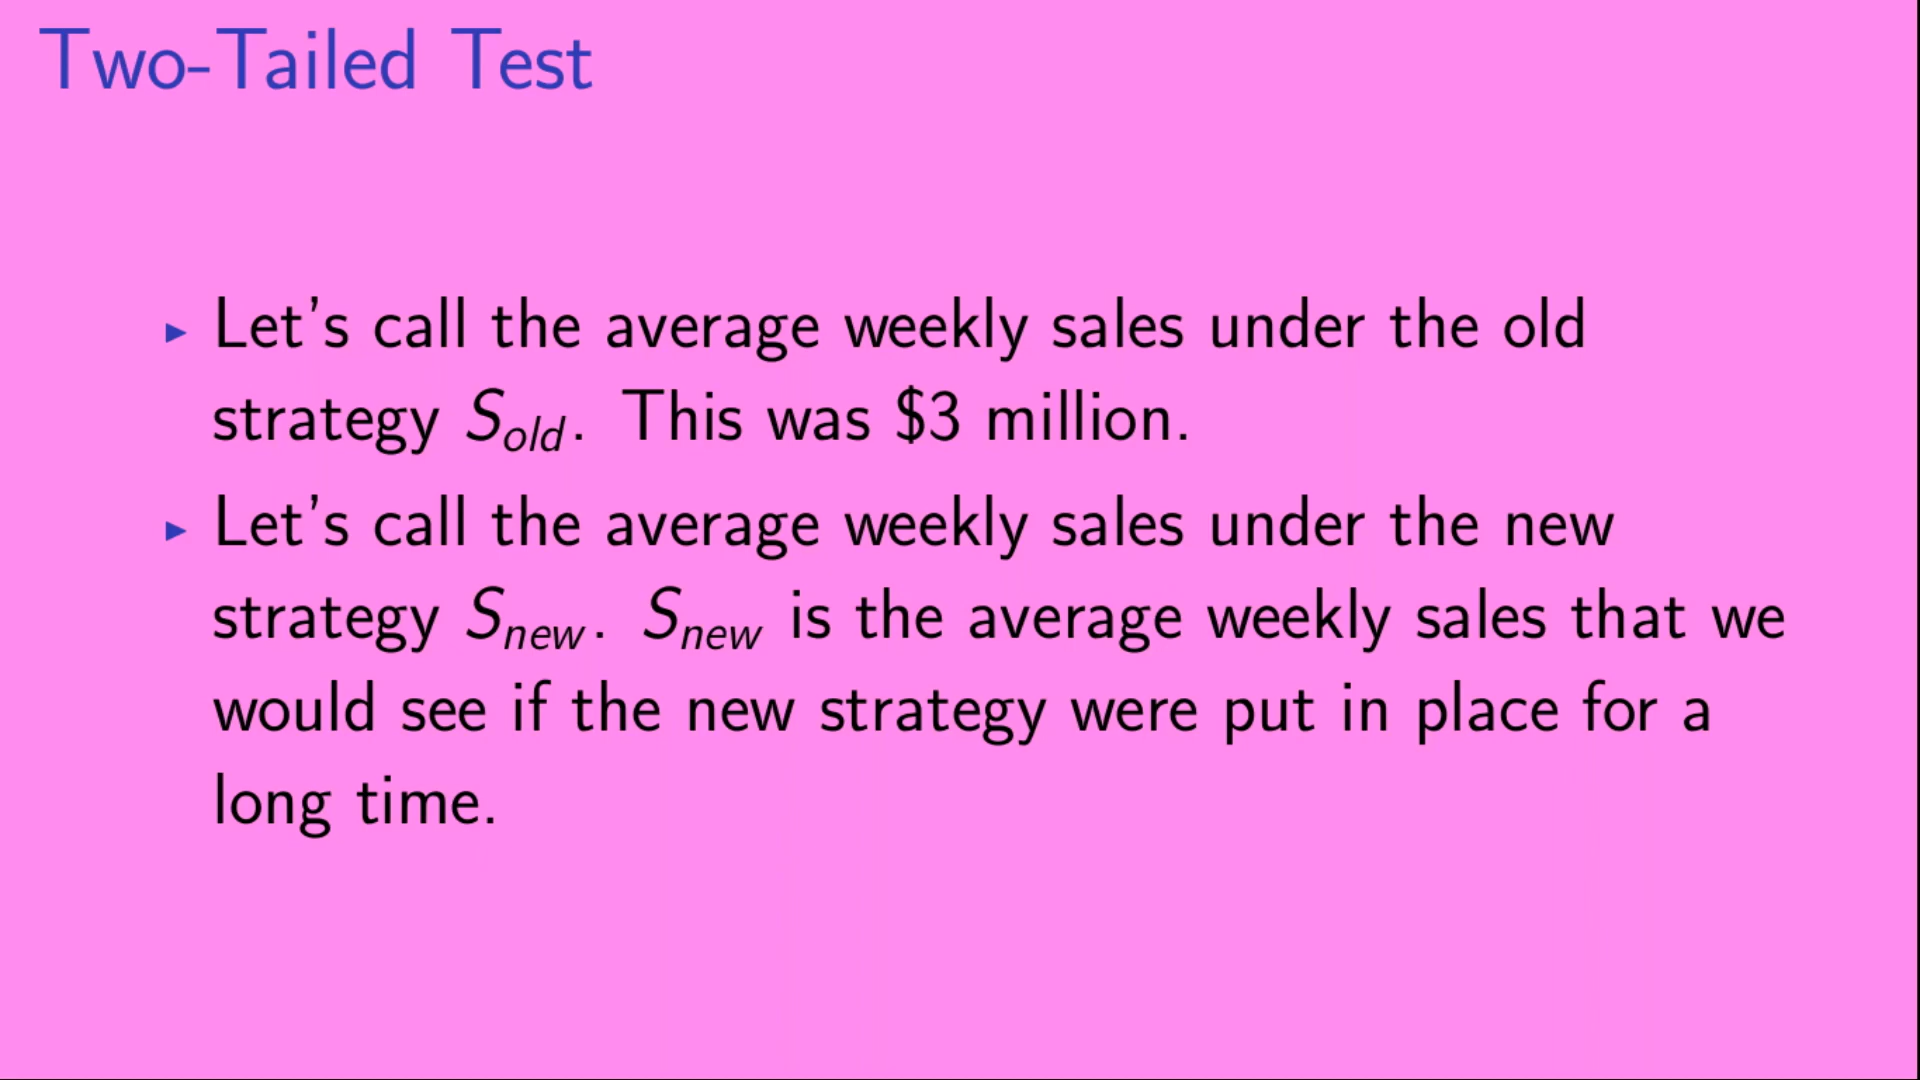 Two-Tailed Test
▶ Let's call the average weekly sales under the old
strategy S_old. This was $3 million.
▶ Let's call the average weekly sales under the new
strategy S_new. S_new is the average weekly sales that we
would see if the new strategy were put in place for a
long time.